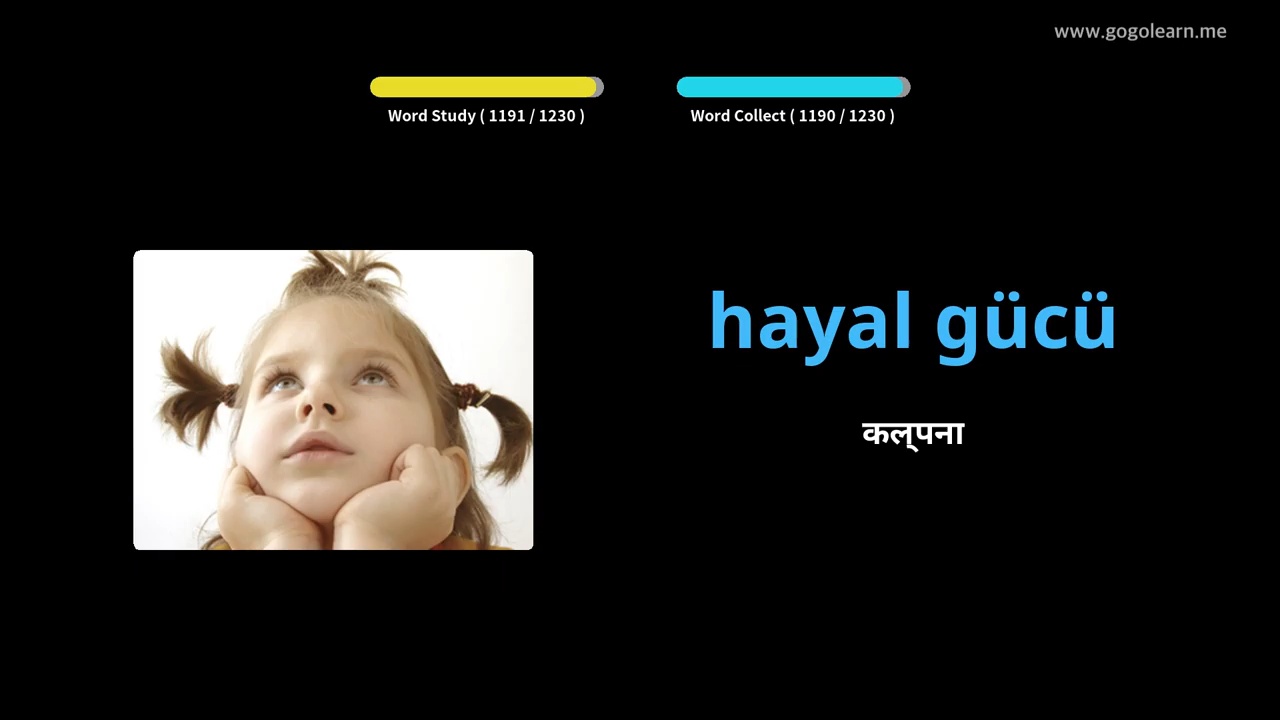 www.gogolearn.me
Word Study ( 1191 / 1230 )
Word Collect ( 1190 / 1230 )
hayal gücü
कल्पना